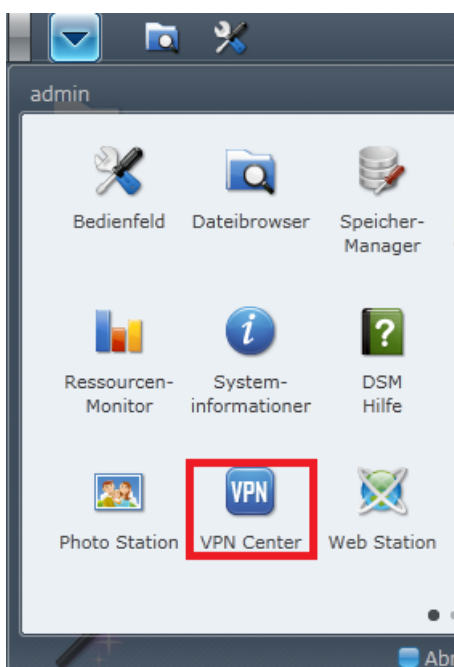 admin
Bedienfeld
Dateibrowser
Speicher-
Manager
Ressourcen-
Monitor
System-
informationer
DSM
Hilfe
?
VPN
Photo Station
VPN Center
Web Station